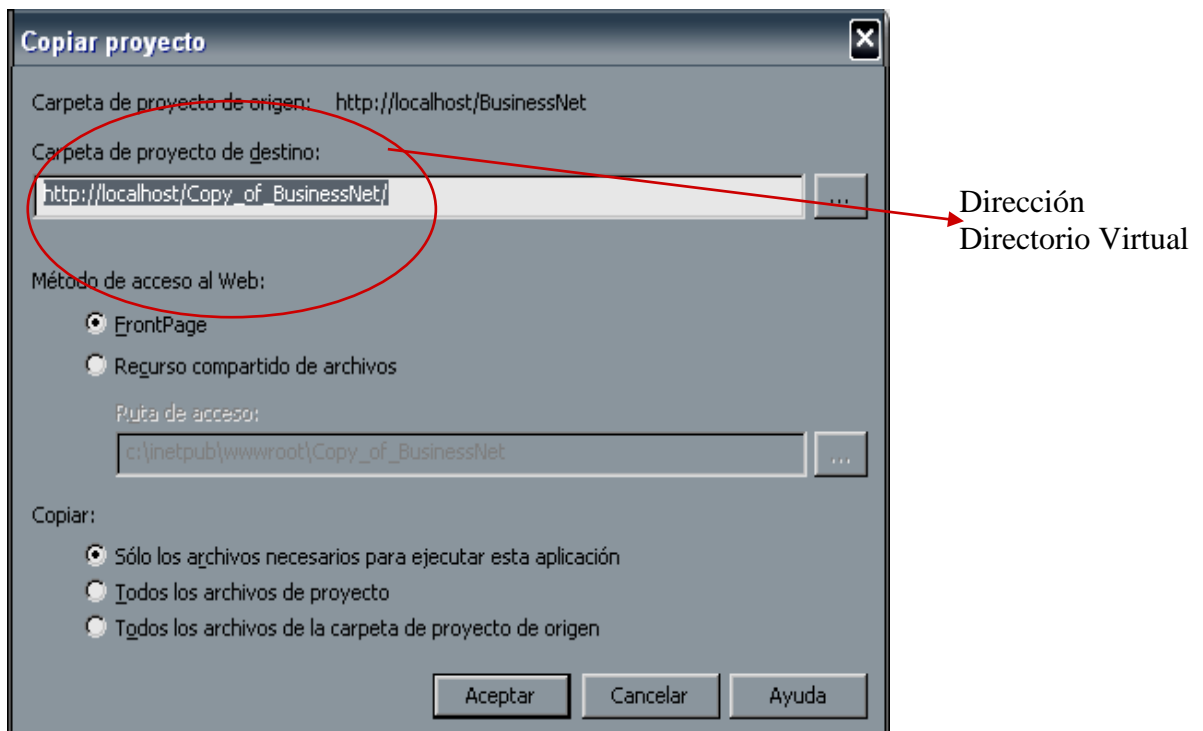 Copiar proyecto
Carpeta de proyecto de origen: http://localhost/BusinessNet
Carpeta de proyecto de destino:
http://localhost/Copy_of_BusinessNet/
...
Dirección
Directorio Virtual
Método de acceso al Web:
FrontPage
Recurso compartido de archivos
Ruta de acceso:
c:\inetpub\wwwroot\Copy_of_BusinessNet
...
Copiar:
Sólo los archivos necesarios para ejecutar esta aplicación
Todos los archivos de proyecto
Todos los archivos de la carpeta de proyecto de origen
Aceptar Cancelar Ayuda